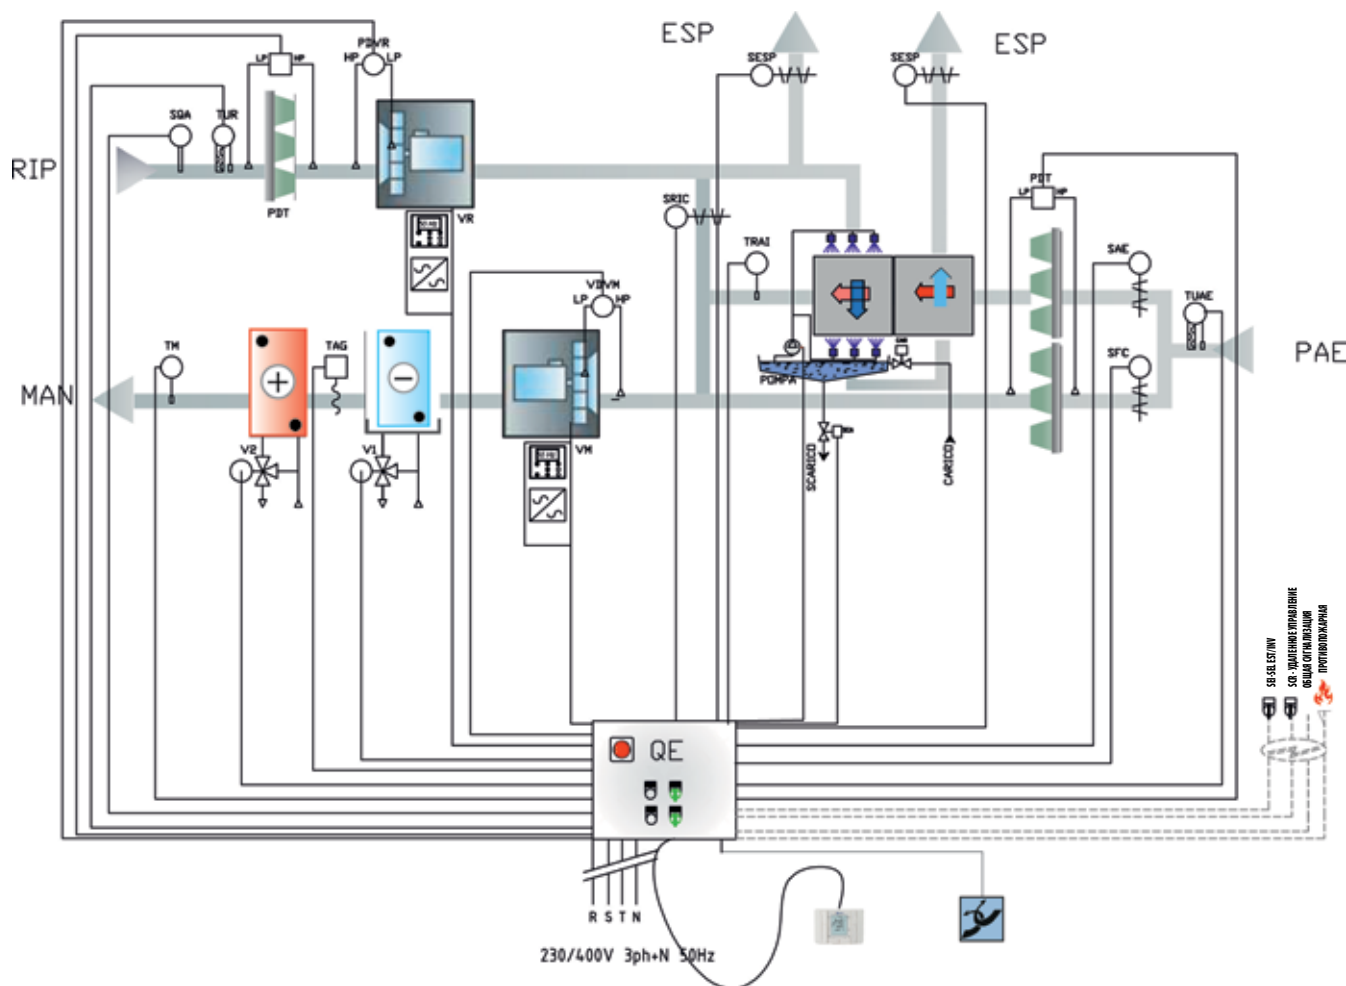 ESP
ESP
PDVR
LP
HP
HP
LP
SESP
SESP
SQA
TUR
RIP
PDT
VR
PDT
LP
HP
SRIC
TRAI
SAE
VDVM
LP
HP
TUAE
TM
TAG
SFC
PAE
MAN
POMPA
V2
V1
VM
SCARICO
CARICO
SEI-SEL EST/INV
SCR - УДАЛЕННОЕ УПРАВЛЕНИЕ
ОБЩАЯ СИГНАЛИЗАЦИЯ
ПРОТИВОПОЖАРНАЯ
QE
R S T N
230/400V 3ph+N 50Hz